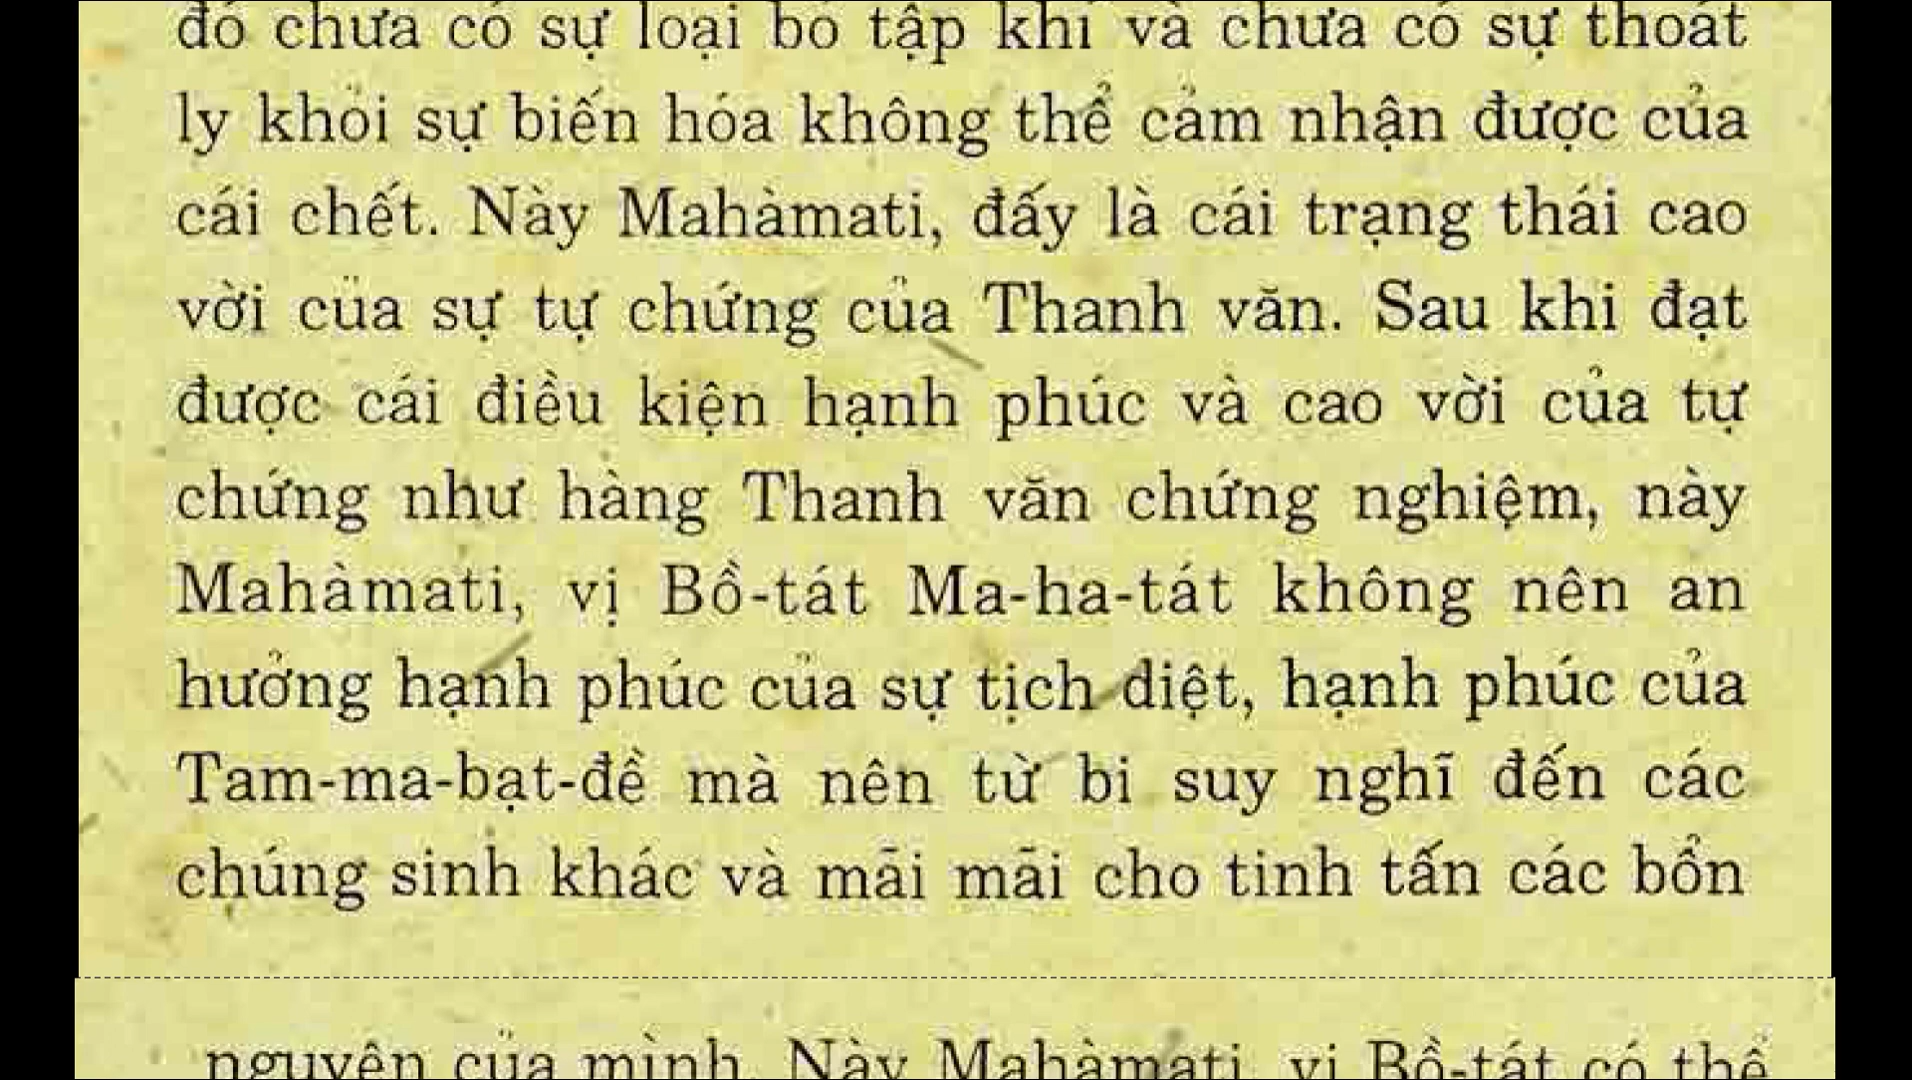 đó chưa có sự loại bỏ tập khí và chưa có sự thoát
ly khỏi sự biến hóa không thể cảm nhận được của
cái chết. Này Mahàmati, đấy là cái trạng thái cao
vời của sự tự chứng của Thanh văn. Sau khi đạt
được cái điều kiện hạnh phúc và cao vời của tự
chứng như hàng Thanh văn chứng nghiệm, này
Mahàmati, vị Bồ-tát Ma-ha-tát không nên an
hưởng hạnh phúc của sự tịch diệt, hạnh phúc của
Tam-ma-bạt-đề mà nên từ bi suy nghĩ đến các
chúng sinh khác và mãi mãi cho tinh tấn các bổn
nguyện của mình. Này Mahàmati, vị Bồ-tát có thể